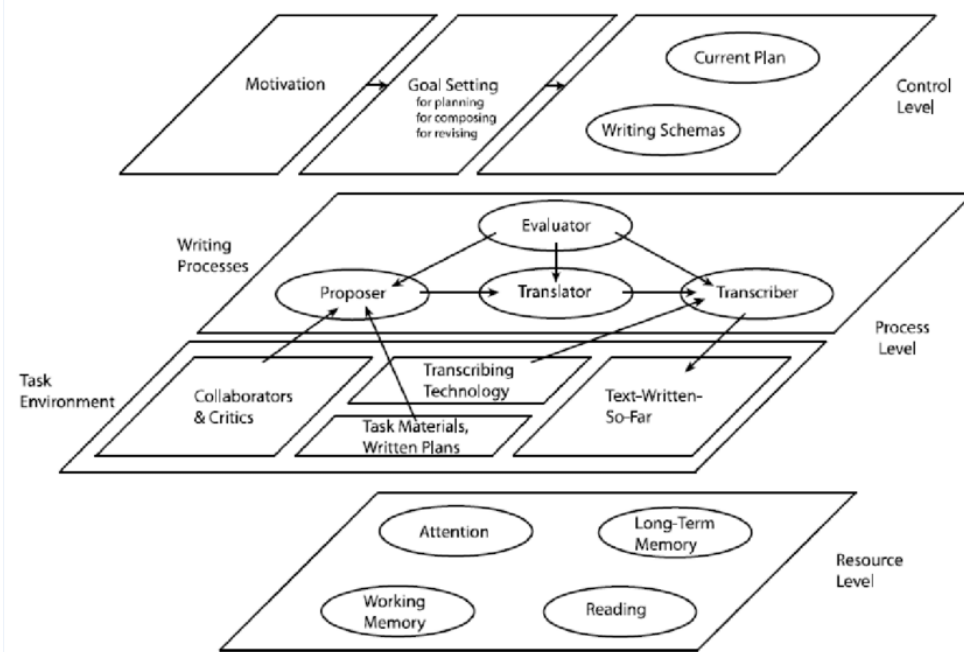 Motivation
Goal Setting
for planning
for composing
for revising
Current Plan
Writing Schemas
Control
Level
Writing
Processes
Evaluator
Proposer
Translator
Transcriber
Process
Level
Task
Environment
Collaborators
& Critics
Transcribing
Technology
Task Materials,
Written Plans
Text-Written-
So-Far
Attention
Long-Term
Memory
Working
Memory
Reading
Resource
Level